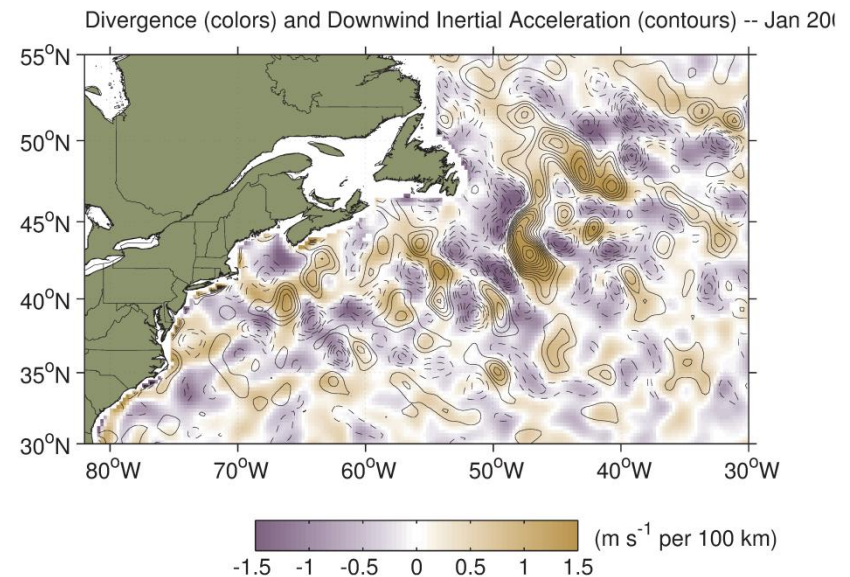 Divergence (colors) and Downwind Inertial Acceleration (contours) -- Jan 200
55°N
50°N
45°N
40°N
35°N
30°N
80°W 70°W 60°W 50°W 40°W 30°W
-1.5 -1 -0.5 0 0.5 1 1.5
(m s⁻¹ per 100 km)